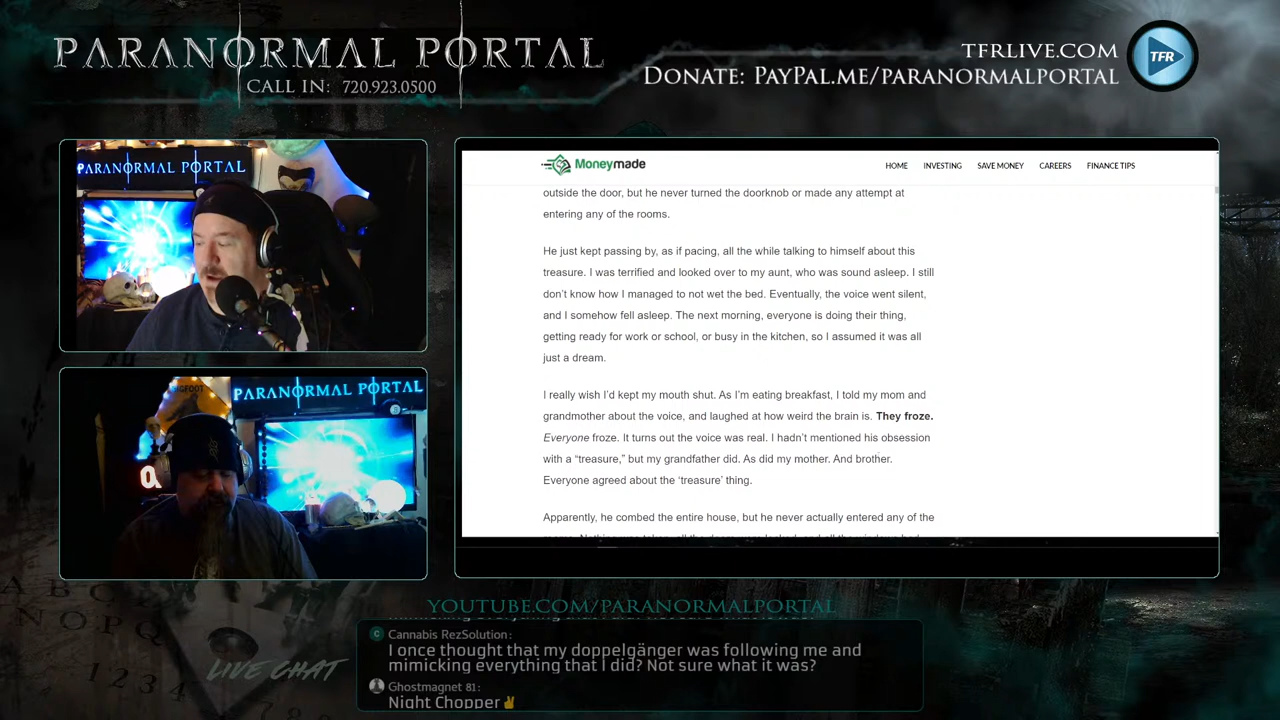 PARANORMAL PORTAL
CALL IN: 720.923.0500
TFRLIVE.COM
DONATE: PAYPAL.ME/PARANORMALPORTAL
TFR
PARANORMAL PORTAL
Moneymade
HOME INVESTING SAVE MONEY CAREERS FINANCE TIPS
outside the door, but he never turned the doorknob or made any attempt at
entering any of the rooms.
He just kept passing by, as if pacing, all the while talking to himself about this
treasure. I was terrified and looked over to my aunt, who was sound asleep. I still
don't know how I managed to not wet the bed. Eventually, the voice went silent,
and I somehow fell asleep. The next morning, everyone is doing their thing,
getting ready for work or school, or busy in the kitchen, so I assumed it was all
just a dream.
I really wish I'd kept my mouth shut. As I'm eating breakfast, I told my mom and
grandmother about the voice, and laughed at how weird the brain is. They froze.
Everyone froze. It turns out the voice was real. I hadn't mentioned his obsession
with a “treasure,” but my grandfather did. As did my mother. And brother.
Everyone agreed about the ‘treasure’ thing.
Apparently, he combed the entire house, but he never actually entered any of the
BIGFOOT
PARANORMAL PORTAL
YOUTUBE.COM/PARANORMALPORTAL
LIVE CHAT
C Cannabis RezSolution:
I once thought that my doppelgänger was following me and
mimicking everything that I did? Not sure what it was?
Ghostmagnet 81:
Night Chopper✌
A B C
N O P Q
1 2 3 4